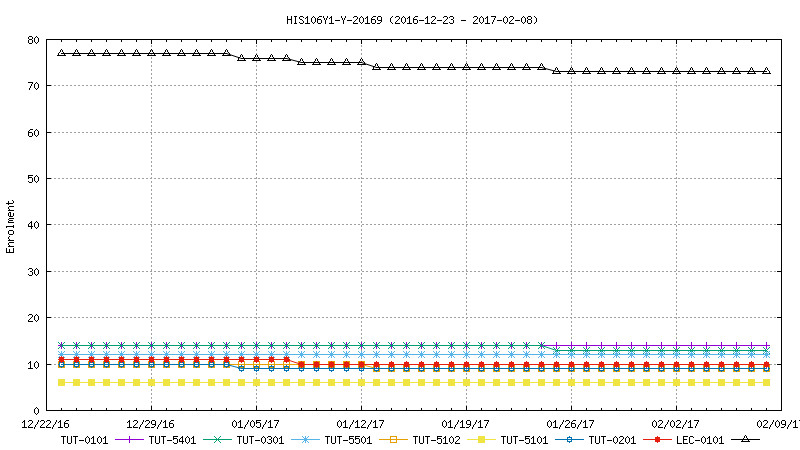 HIS106Y1-Y-20169 (2016-12-23 - 2017-02-08)
80
70
60
50
40
30
20
10
0
Enrolment
12/22/16 12/29/16 01/05/17 01/12/17 01/19/17 01/26/17 02/02/17 02/09/1
TUT-0101 TUT-5401 TUT-0301 TUT-5501 TUT-5102 TUT-5101 TUT-0201 LEC-0101